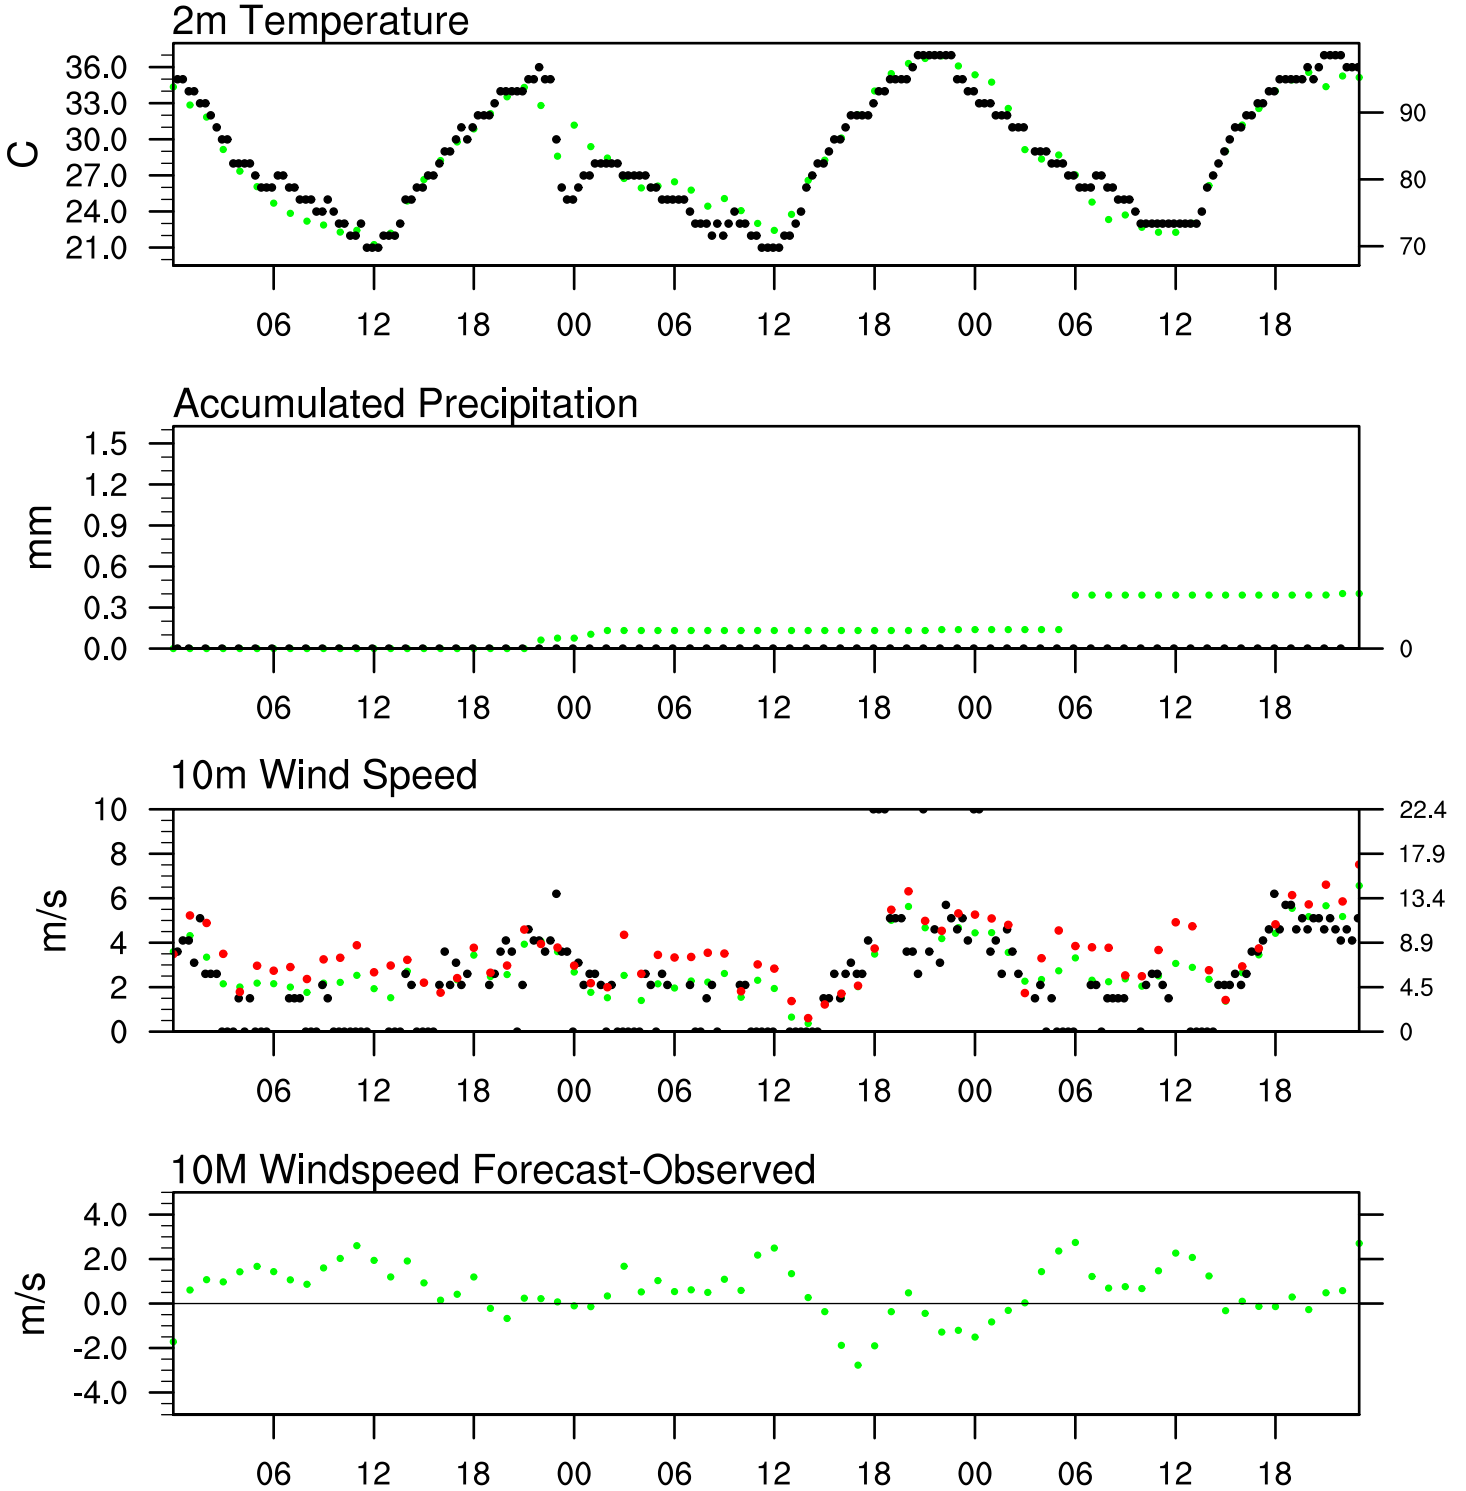 2m Temperature
36.0
33.0
30.0
27.0
24.0
21.0
C
90
80
70
06 12 18 00 06 12 18 00 06 12 18
Accumulated Precipitation
1.5
1.2
0.9
0.6
0.3
0.0
mm
0
06 12 18 00 06 12 18 00 06 12 18
10m Wind Speed
10
8
6
4
2
0
m/s
22.4
17.9
13.4
8.9
4.5
0
06 12 18 00 06 12 18 00 06 12 18
10M Windspeed Forecast-Observed
4.0
2.0
0.0
-2.0
-4.0
m/s
06 12 18 00 06 12 18 00 06 12 18